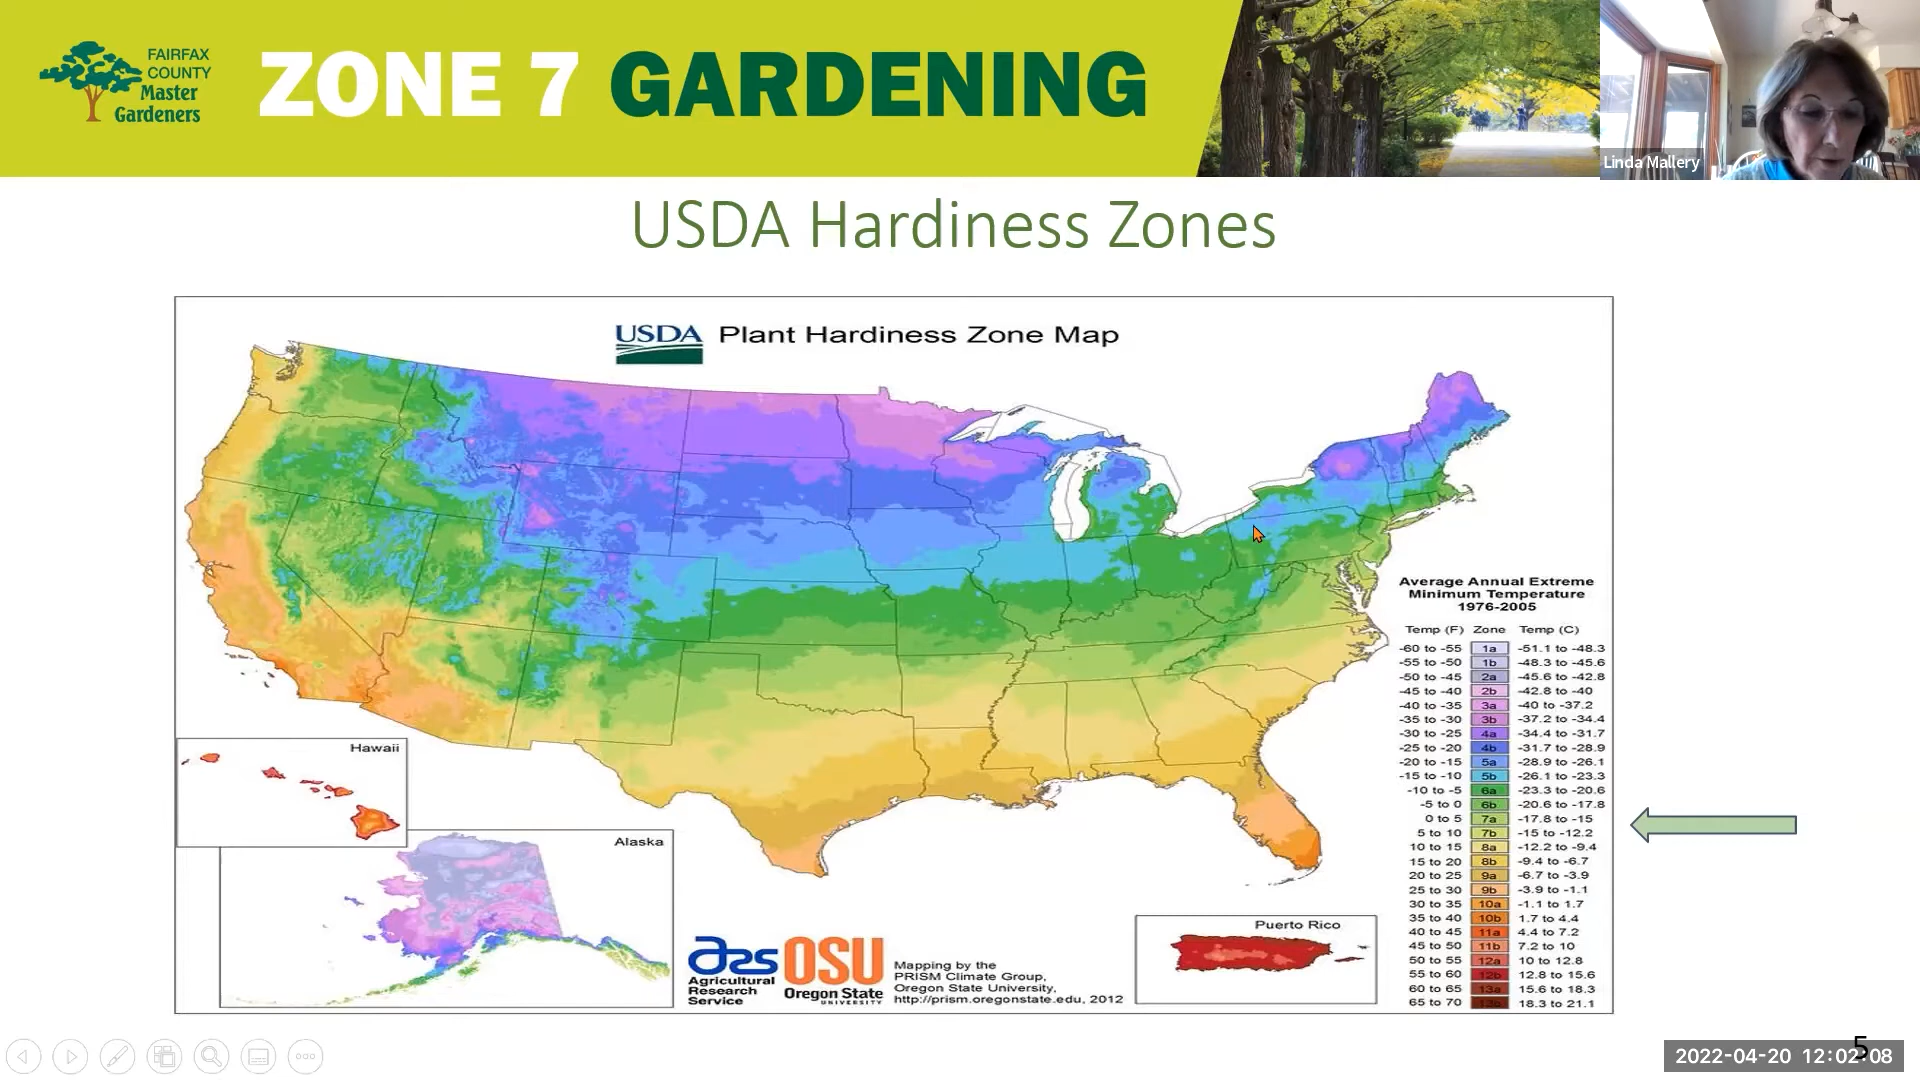 FAIRFAX
COUNTY
Master
Gardeners
ZONE 7 GARDENING
Linda Mallery
USDA Hardiness Zones
USDA Plant Hardiness Zone Map
Average Annual Extreme
Minimum Temperature
1976-2005
Temp (F) Zone Temp (C)
-60 to -55 1a -51.1 to -48.3
-55 to -50 1b -48.3 to -45.6
-50 to -45 2a -45.6 to -42.8
-45 to -40 2b -42.8 to -40
-40 to -35 3a -40 to -37.2
-35 to -30 3b -37.2 to -34.4
-30 to -25 4a -34.4 to -31.7
-25 to -20 4b -31.7 to -28.9
-20 to -15 5a -28.9 to -26.1
-15 to -10 5b -26.1 to -23.3
-10 to -5 6a -23.3 to -20.6
-5 to 0 6b -20.6 to -17.8
0 to 5 7a -17.8 to -15
5 to 10 7b -15 to -12.2
10 to 15 8a -12.2 to -9.4
15 to 20 8b -9.4 to -6.7
20 to 25 9a -6.7 to -3.9
25 to 30 9b -3.9 to -1.1
30 to 35 10a -1.1 to 1.7
35 to 40 10b 1.7 to 4.4
40 to 45 11a 4.4 to 7.2
45 to 50 11b 7.2 to 10
50 to 55 12a 10 to 12.8
55 to 60 12b 12.8 to 15.6
60 to 65 13a 15.6 to 18.3
65 to 70 13b 18.3 to 21.1
Hawaii
Alaska
ars
Agricultural
Research
Service
OSU
Oregon State
UNIVERSITY
Mapping by the
PRISM Climate Group,
Oregon State University,
http://prism.oregonstate.edu, 2012
Puerto Rico
5
2022-04-20 12:02:08